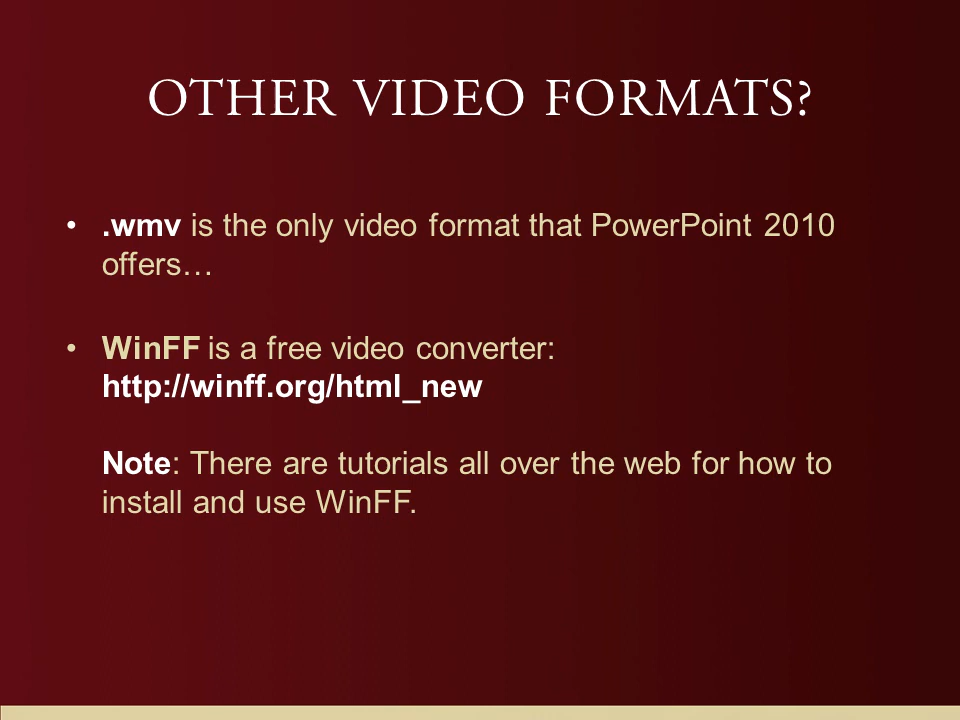 OTHER VIDEO FORMATS?
• .wmv is the only video format that PowerPoint 2010
offers…
• WinFF is a free video converter:
http://winff.org/html_new
Note: There are tutorials all over the web for how to
install and use WinFF.